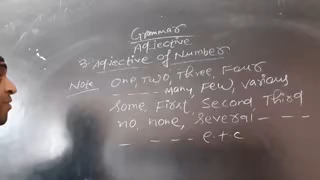 Grammar
Adjective
3. Adjective of Number
Note One, Two, Three, Four
- - - - - many, Few, various
Some, First, Second, Third
no, none, Several - - -
- - - - e.t.c